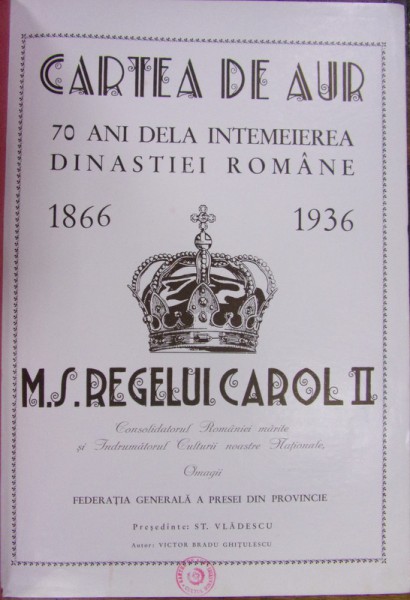 CARTEA DE AUR
70 ANI DELA INTEMEIEREA
DINASTIEI ROMÂNE
1866 1936
M.S. REGELUI CAROL II
Consolidatorul României mărite
și Indrumătorul Culturii noastre Naționale,
Omagii
FEDERAȚIA GENERALĂ A PRESEI DIN PROVINCIE
Președinte: ST. VLĂDESCU
Autor: VICTOR BRADU GHIȚULESCU